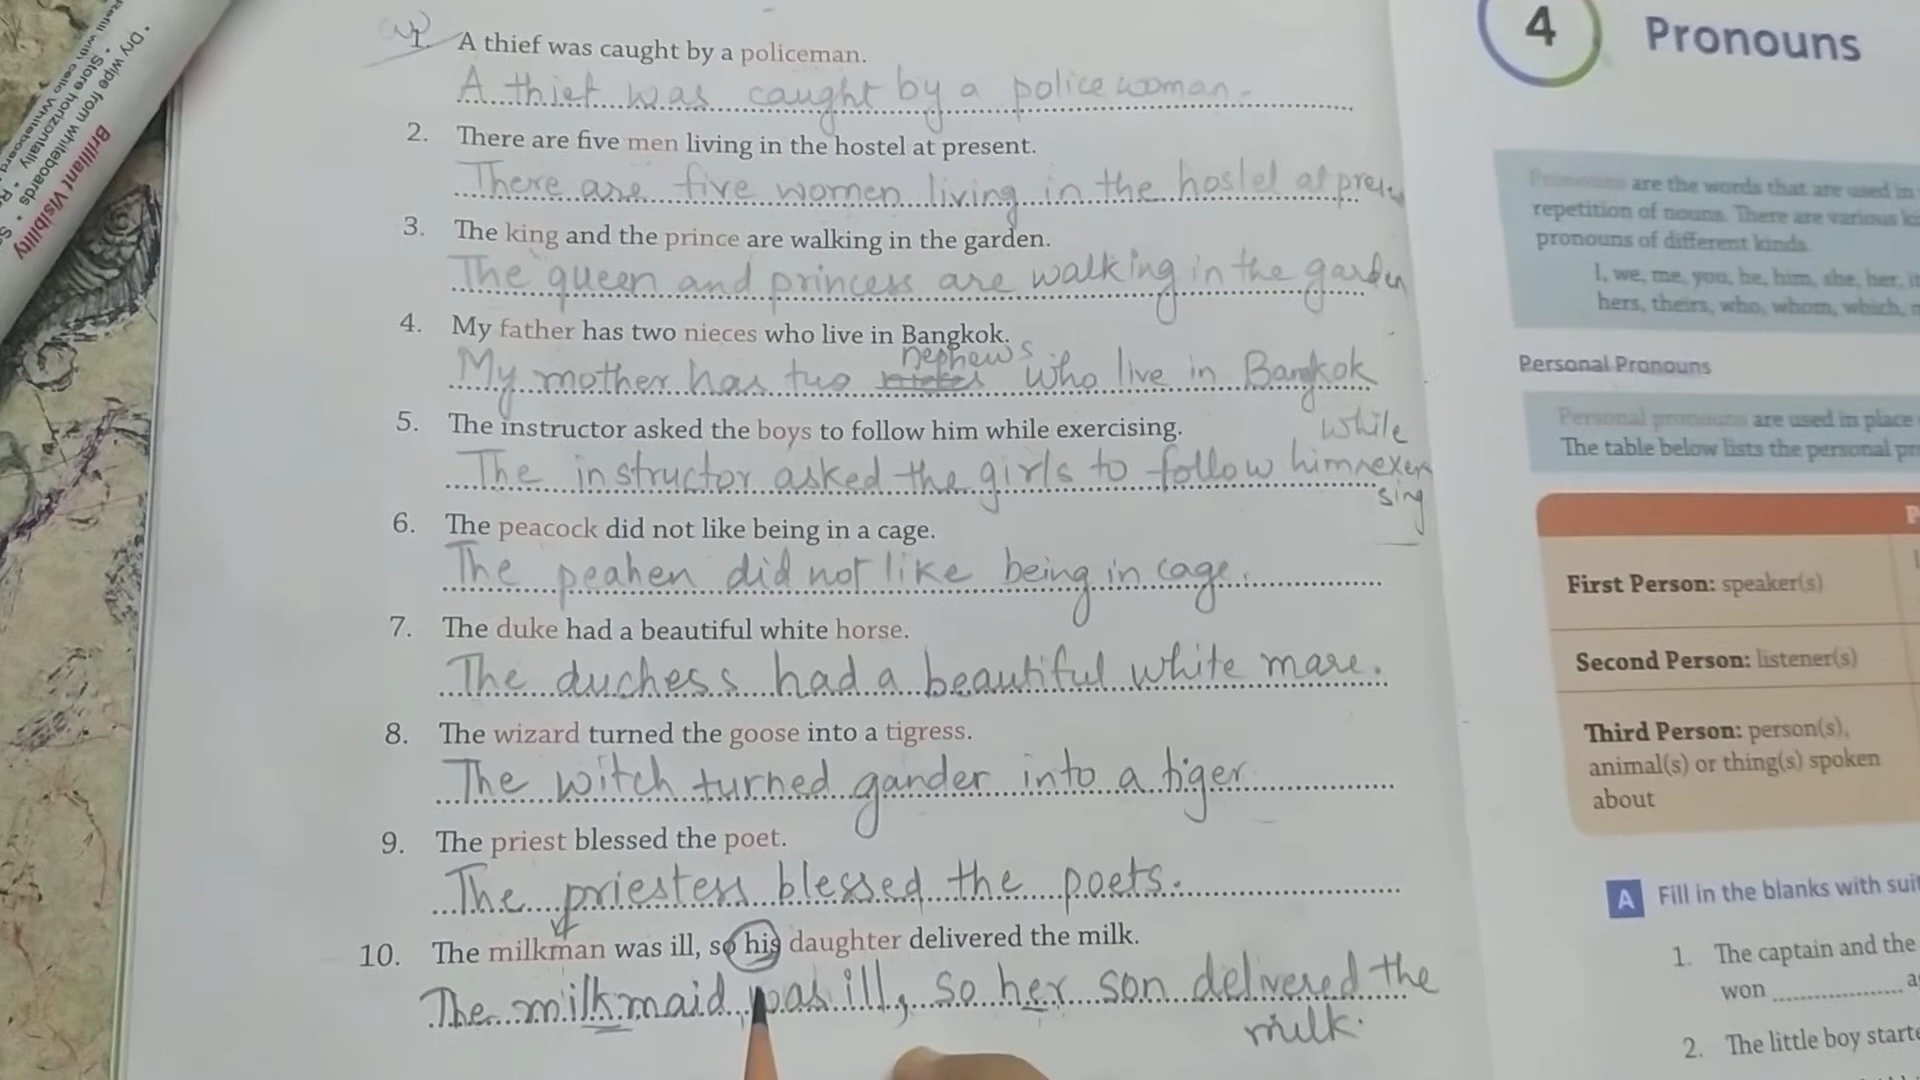 Dry wipe from whiteboards
Store horizontally
Brilliant Visibility
1. A thief was caught by a policeman.
A thief was caught by a police woman.
2. There are five men living in the hostel at present.
There are five women living in the hostel at
3. The king and the prince are walking in the garden.
The queen and princess are walking in the garden
4. My father has two nieces who live in Bangkok.
nephews
My mother has two who live in Bangkok
5. The instructor asked the boys to follow him while exercising.
while
The instructor asked the girls to follow him exer
sing
6. The peacock did not like being in a cage.
The peahen did not like being in cage.
7. The duke had a beautiful white horse.
The duchess had a beautiful white mare.
8. The wizard turned the goose into a tigress.
The witch turned gander into a tiger
9. The priest blessed the poet.
The priestess blessed the poets.
10. The milkman was ill, so his daughter delivered the milk.
The milkmaid was ill, so her son delivered the
milk.
4 Pronouns
Pronouns are the words that are used in
repetition of nouns. There are various
pronouns of different kinds.
I, we, me, you, he, him, she, her,
hers, theirs, who, whom, which,
Personal Pronouns
Personal pronouns are used in place
The table below lists the personal
First Person: speaker(s)
Second Person: listener(s)
Third Person: person(s),
animal(s) or thing(s) spoken
about
A Fill in the blanks with
1. The captain and the
won
2. The little boy